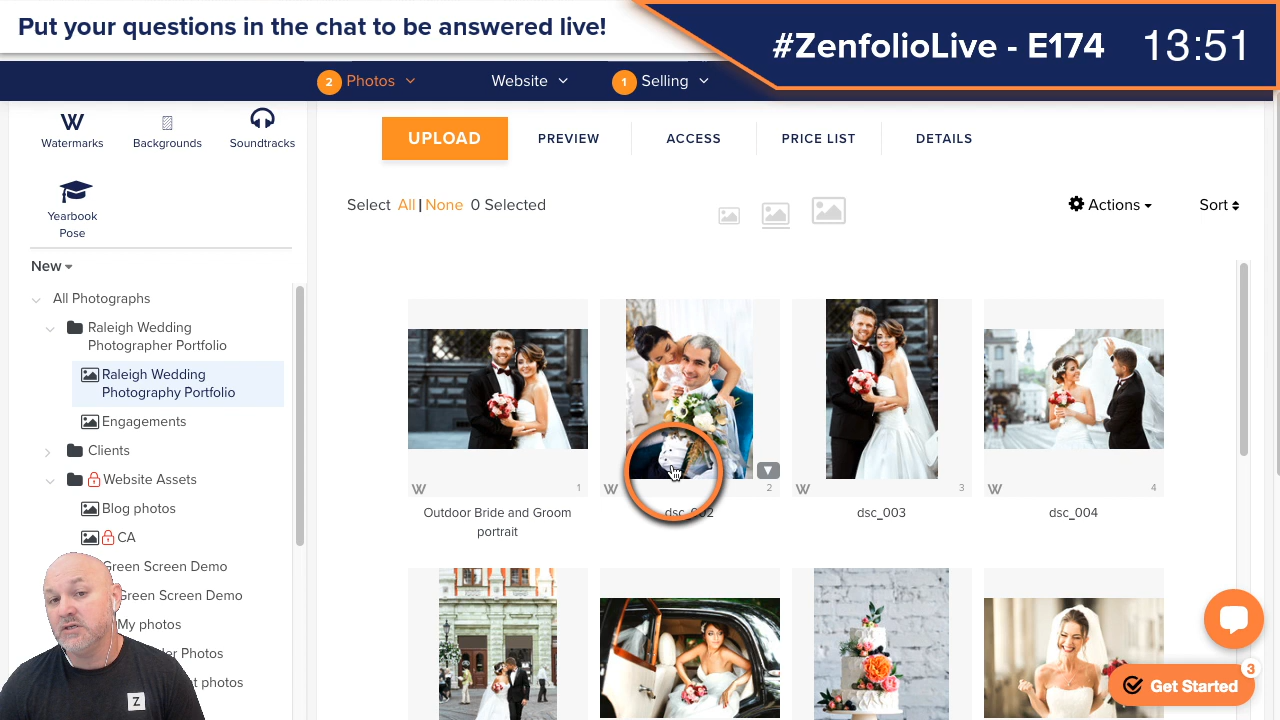 Put your questions in the chat to be answered live!
#ZenfolioLive - E174 13:51
2 Photos Website 1 Selling
Watermarks Backgrounds Soundtracks
Yearbook
Pose
New
UPLOAD PREVIEW ACCESS PRICE LIST DETAILS
Select All | None 0 Selected
Actions Sort
All Photographs
Raleigh Wedding
Photographer Portfolio
Raleigh Wedding
Photography Portfolio
Engagements
Clients
Website Assets
Blog photos
CA
Green Screen Demo
Green Screen Demo
My photos
Photos
photos
W 1
W 2
W 3
W 4
Outdoor Bride and Groom
portrait
dsc_002
dsc_003
dsc_004
3
Get Started
Z